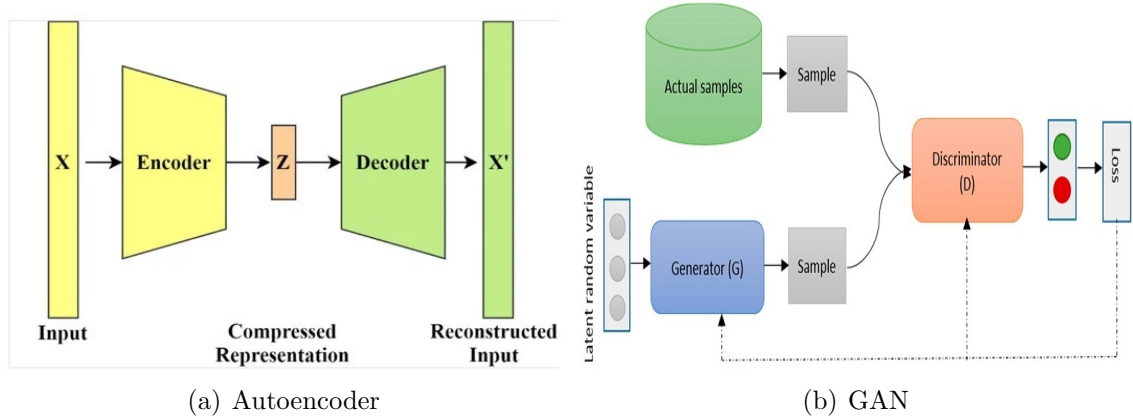 X
Encoder
Z
Decoder
X'
Input
Compressed
Representation
Reconstructed
Input
(a) Autoencoder
Actual samples
Sample
Discriminator
(D)
Loss
Latent random variable
Generator (G)
Sample
(b) GAN